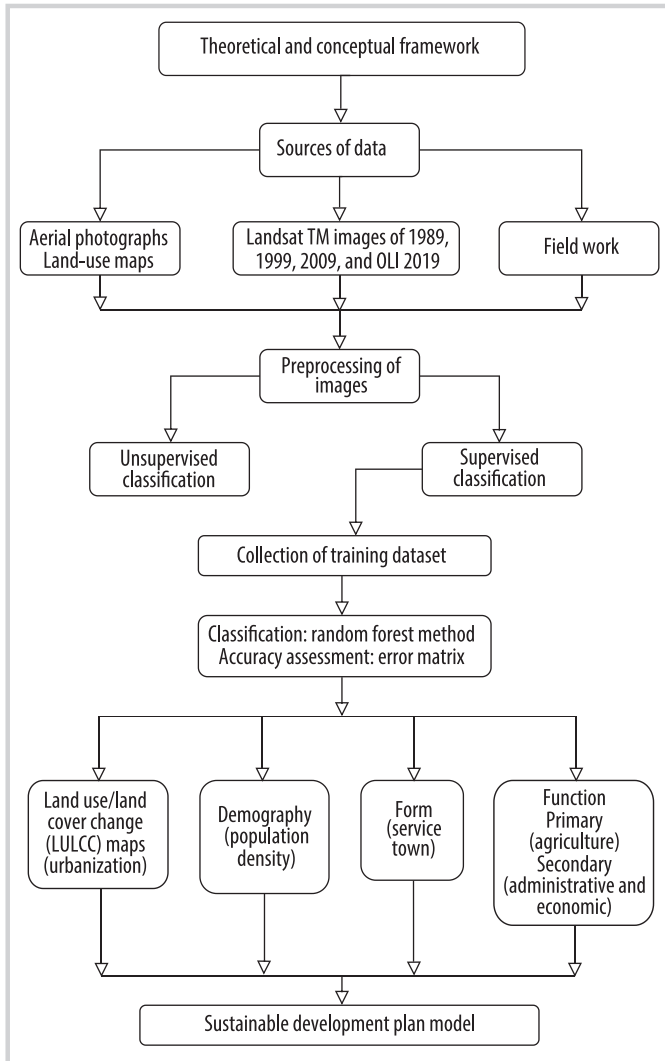 Theoretical and conceptual framework
Sources of data
Aerial photographs
Land-use maps
Landsat TM images of 1989,
1999, 2009, and OLI 2019
Field work
Preprocessing of
images
Unsupervised
classification
Supervised
classification
Collection of training dataset
Classification: random forest method
Accuracy assessment: error matrix
Land use/land
cover change
(LULCC) maps
(urbanization)
Demography
(population
density)
Form
(service
town)
Function
Primary
(agriculture)
Secondary
(administrative and
economic)
Sustainable development plan model